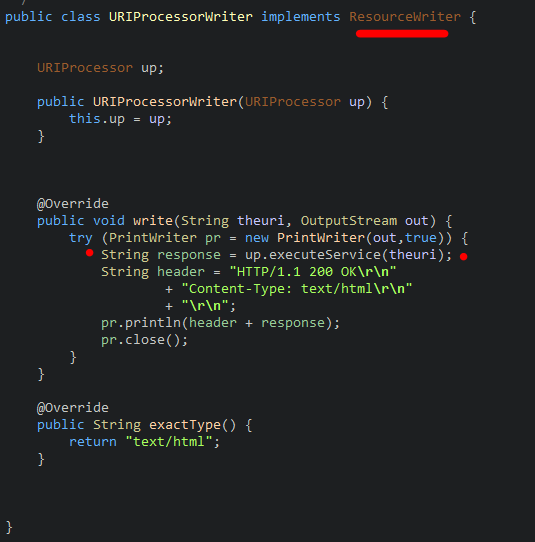 public class URIProcessorWriter implements ResourceWriter {
URIProcessor up;
public URIProcessorWriter(URIProcessor up) {
this.up = up;
}
@Override
public void write(String theuri, OutputStream out) {
try (PrintWriter pr = new PrintWriter(out,true)) {
String response = up.executeService(theuri);
String header = "HTTP/1.1 200 OK\r\n"
+ "Content-Type: text/html\r\n"
+ "\r\n";
pr.println(header + response);
pr.close();
}
}
@Override
public String exactType() {
return "text/html";
}
}